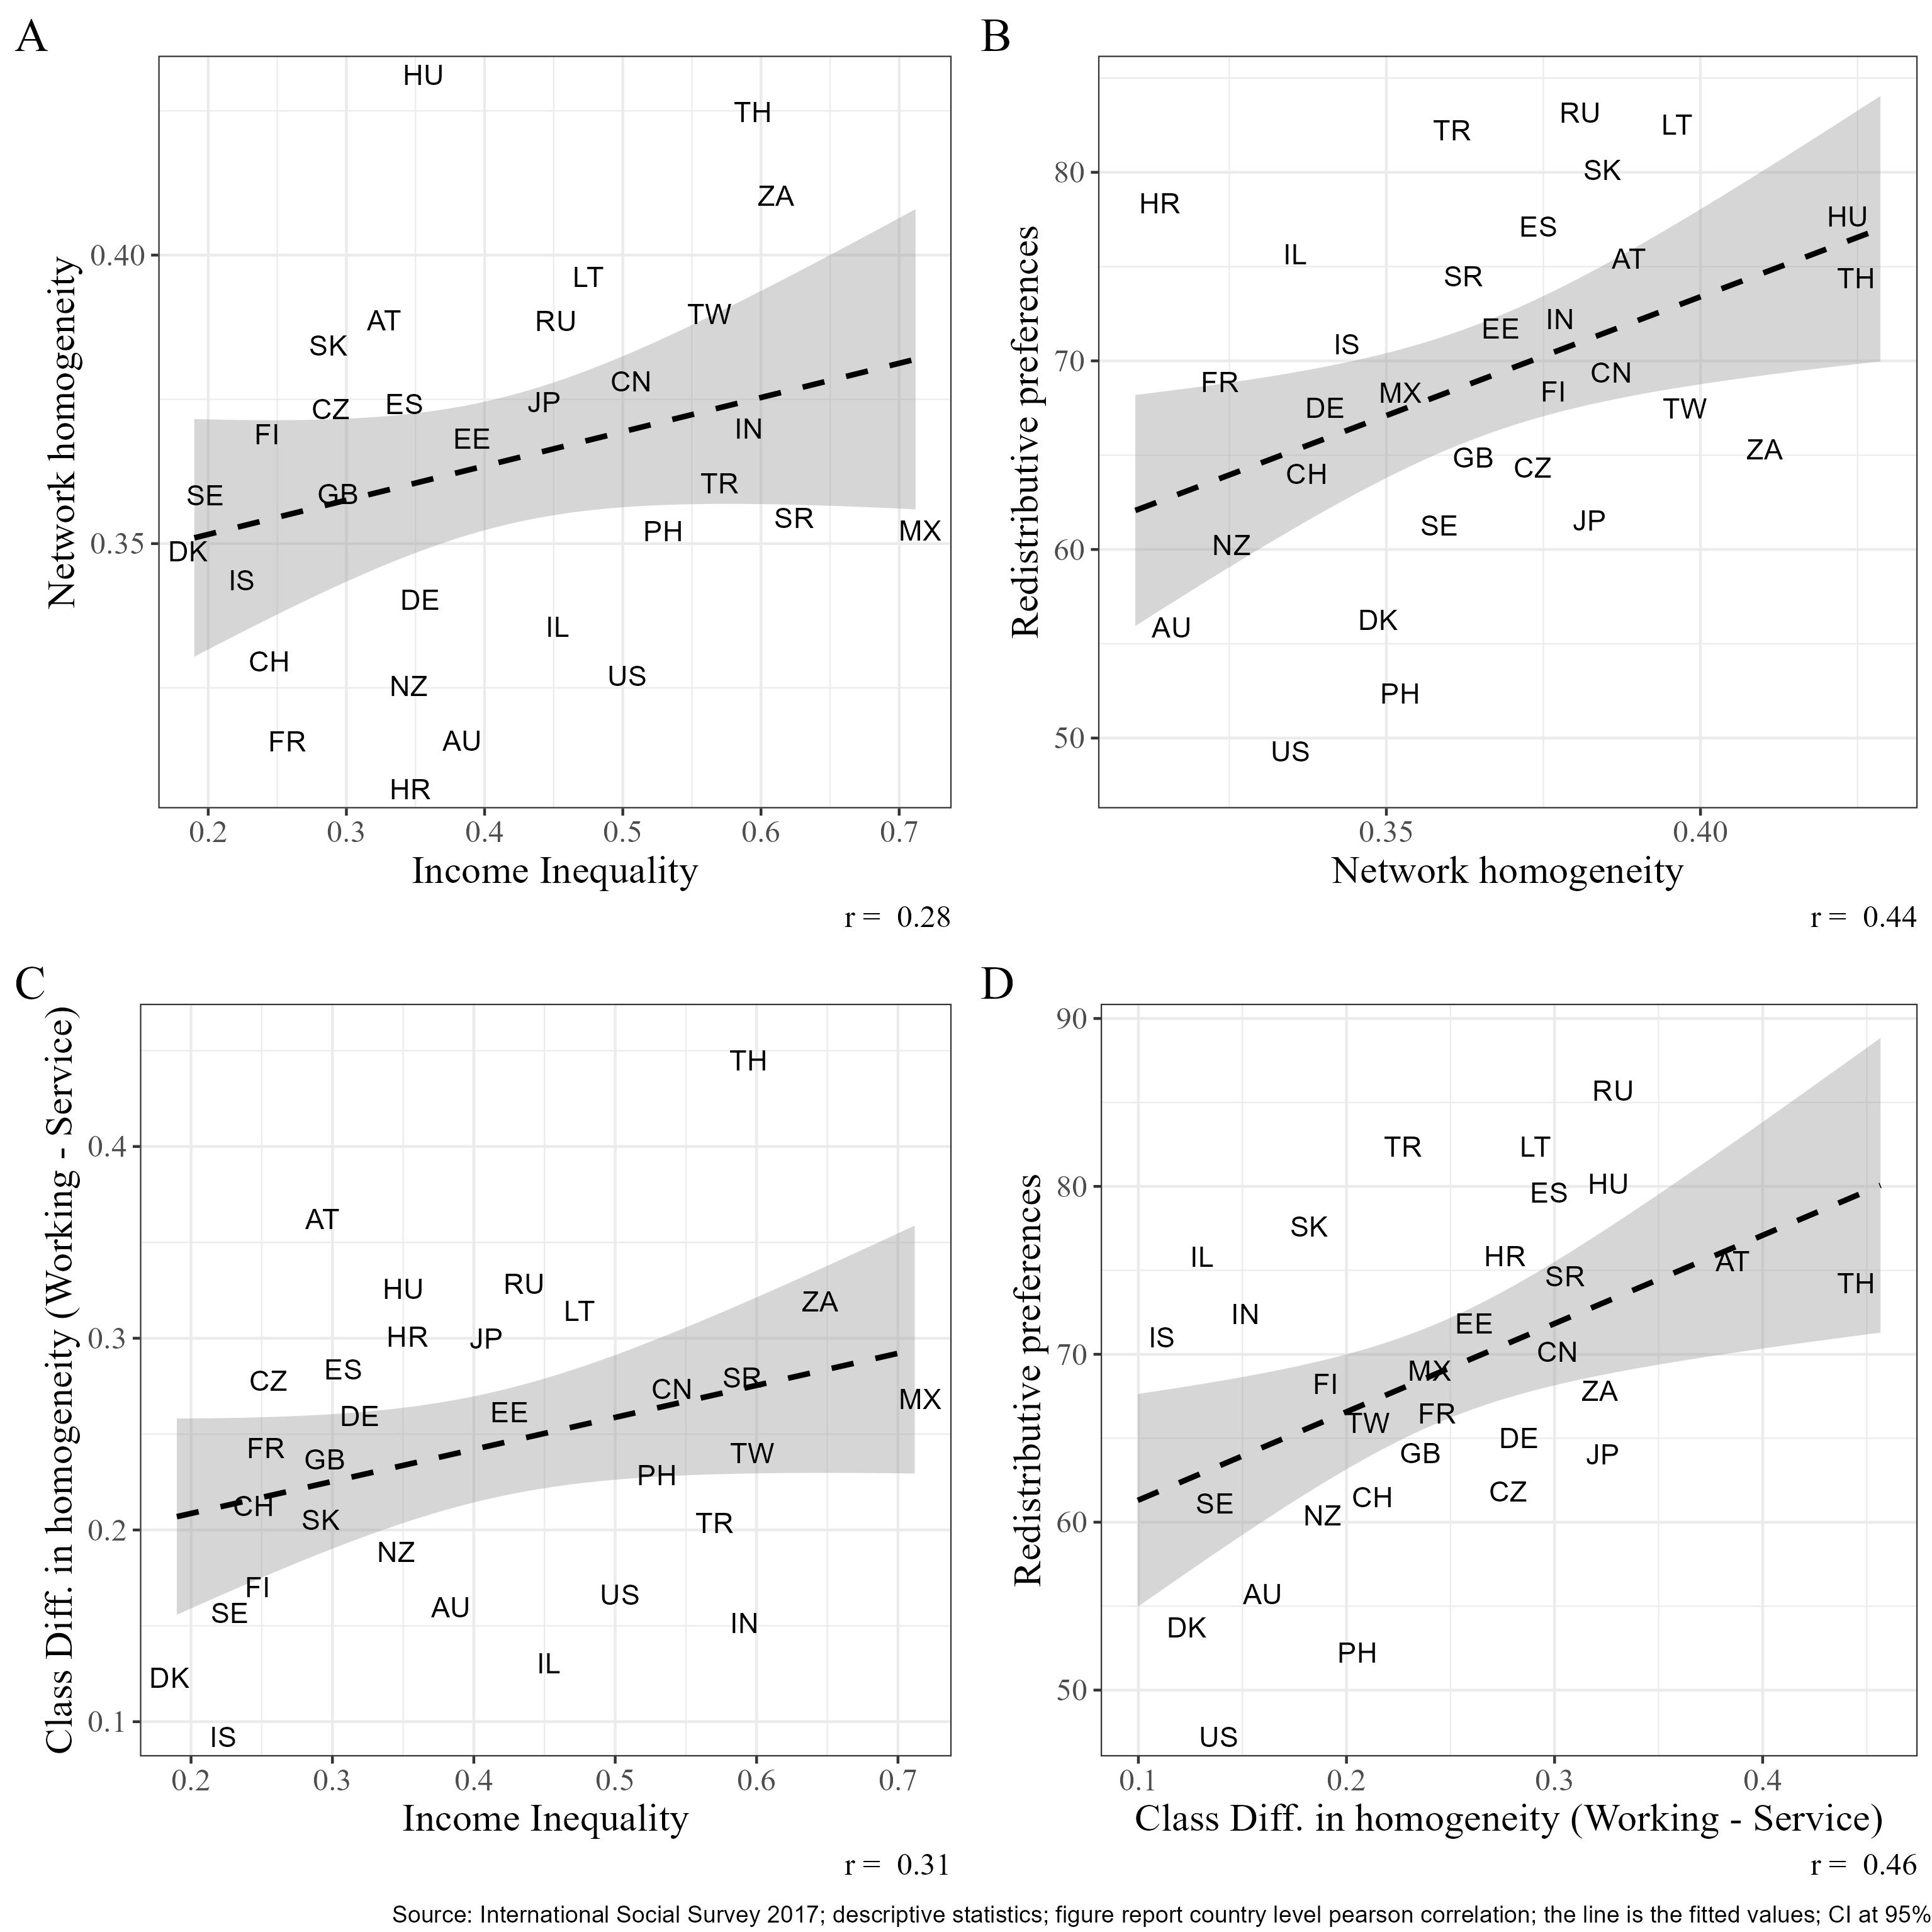 A
HU
TH
ZA
0.40
LT
TW
RU
AT
SK
CN
JP
ES
CZ
FI
EE
IN
TR
SE
GB
SR
PH
MX
0.35
DK
IS
DE
IL
CH
US
NZ
FR
AU
HR
Network homogeneity
0.2 0.3 0.4 0.5 0.6 0.7
Income Inequality
r = 0.28
B
RU
LT
TR
SK
80
HR
HU
ES
IL
AT
SR
TH
IN
EE
IS
70
CN
FR
MX
FI
DE
TW
ZA
GB
CZ
CH
JP
SE
NZ
60
DK
AU
PH
US
50
Redistributive preferences
0.35 0.40
Network homogeneity
r = 0.44
C
TH
0.4
AT
HU
RU
ZA
LT
HR
JP
0.3
ES
CZ
SR
CN
MX
DE
EE
FR
GB
TW
PH
CH
SK
TR
0.2
NZ
FI
US
SE
AU
IN
IL
DK
IS
0.1
Class Diff. in homogeneity (Working - Service)
0.2 0.3 0.4 0.5 0.6 0.7
Income Inequality
r = 0.31
D
90
RU
TR
LT
80
HU
ES
SK
IL
HR
AT
SR
TH
IN
EE
IS
CN
70
MX
FI
ZA
FR
TW
DE
GB
JP
CZ
CH
SE
NZ
60
AU
DK
PH
50
US
Redistributive preferences
0.1 0.2 0.3 0.4
Class Diff. in homogeneity (Working - Service)
r = 0.46
Source: International Social Survey 2017; descriptive statistics; figure report country level pearson correlation; the line is the fitted values; CI at 95%